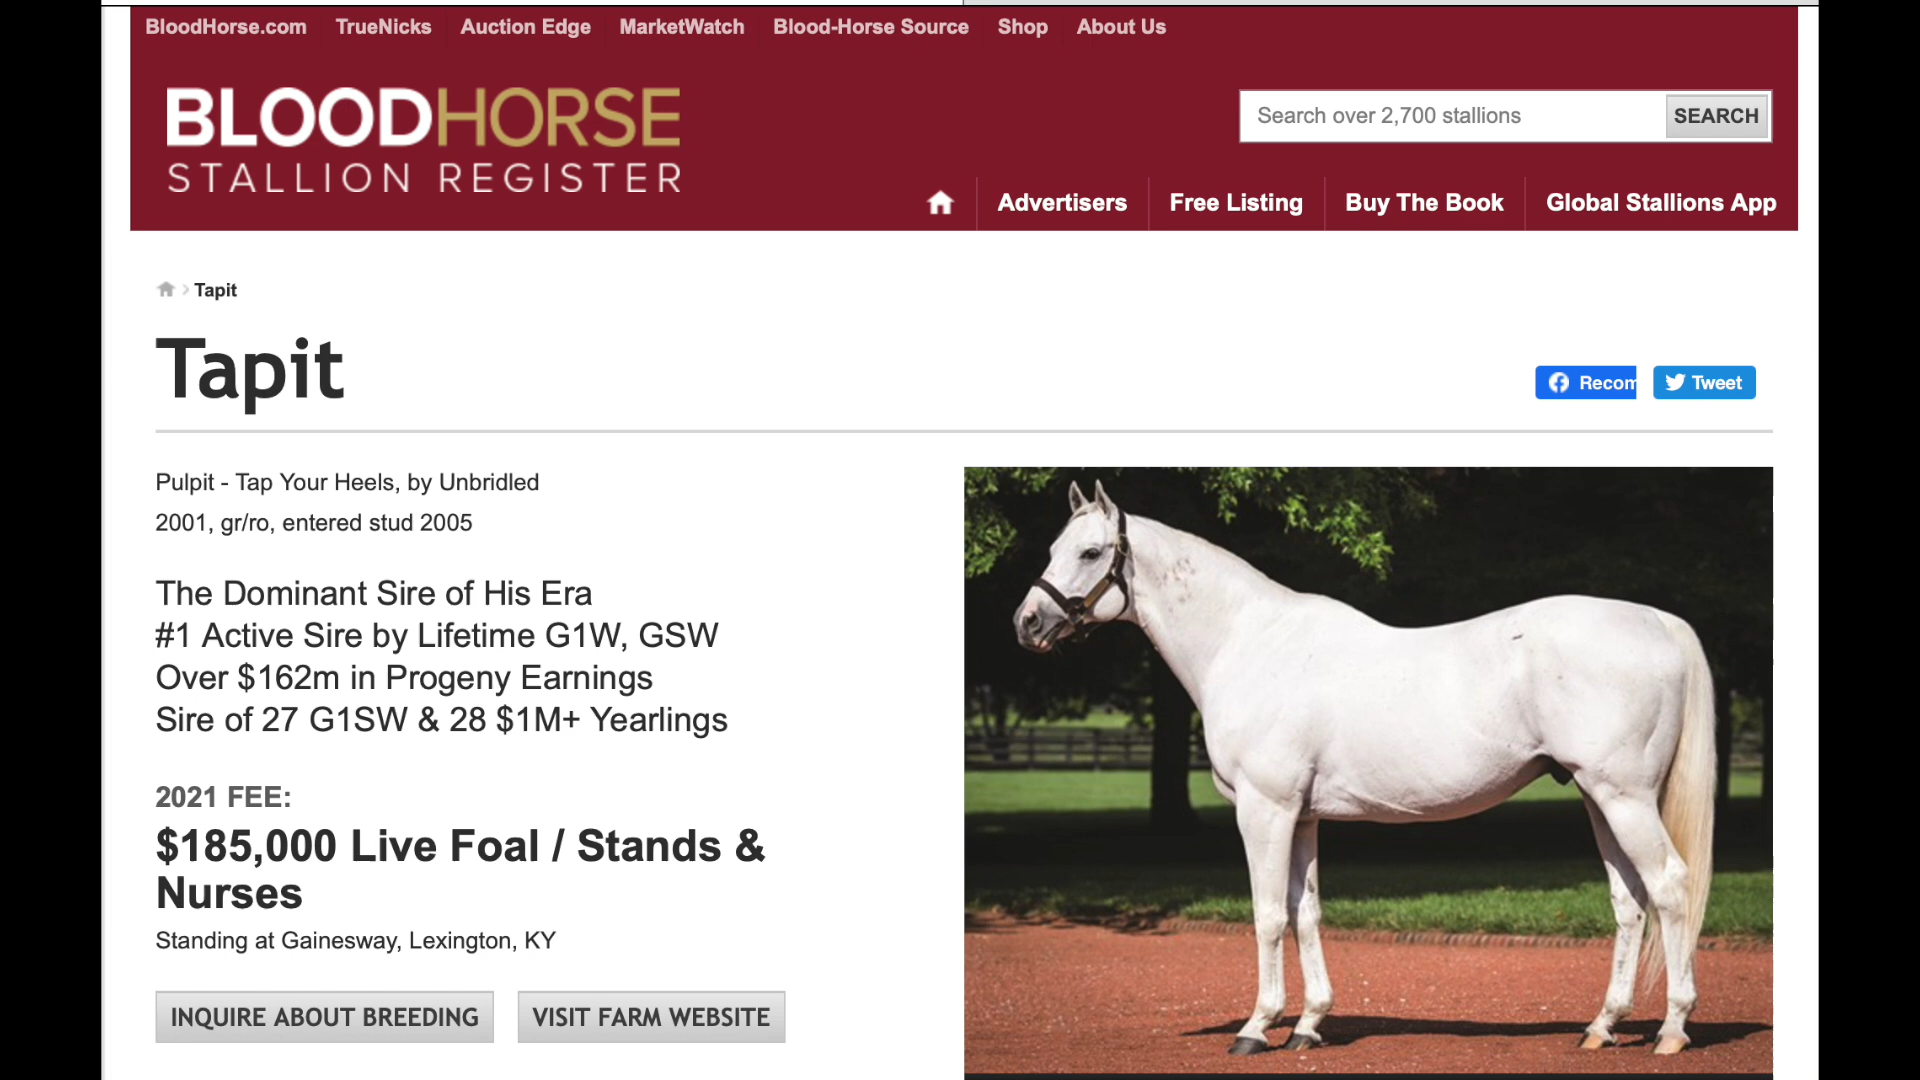 BloodHorse.com TrueNicks Auction Edge MarketWatch Blood-Horse Source Shop About Us
BLOODHORSE
STALLION REGISTER
Search over 2,700 stallions SEARCH
Advertisers Free Listing Buy The Book Global Stallions App
> Tapit
Tapit
Recom Tweet
Pulpit - Tap Your Heels, by Unbridled
2001, gr/ro, entered stud 2005
The Dominant Sire of His Era
#1 Active Sire by Lifetime G1W, GSW
Over $162m in Progeny Earnings
Sire of 27 G1SW & 28 $1M+ Yearlings
2021 FEE:
$185,000 Live Foal / Stands &
Nurses
Standing at Gainesway, Lexington, KY
INQUIRE ABOUT BREEDING VISIT FARM WEBSITE